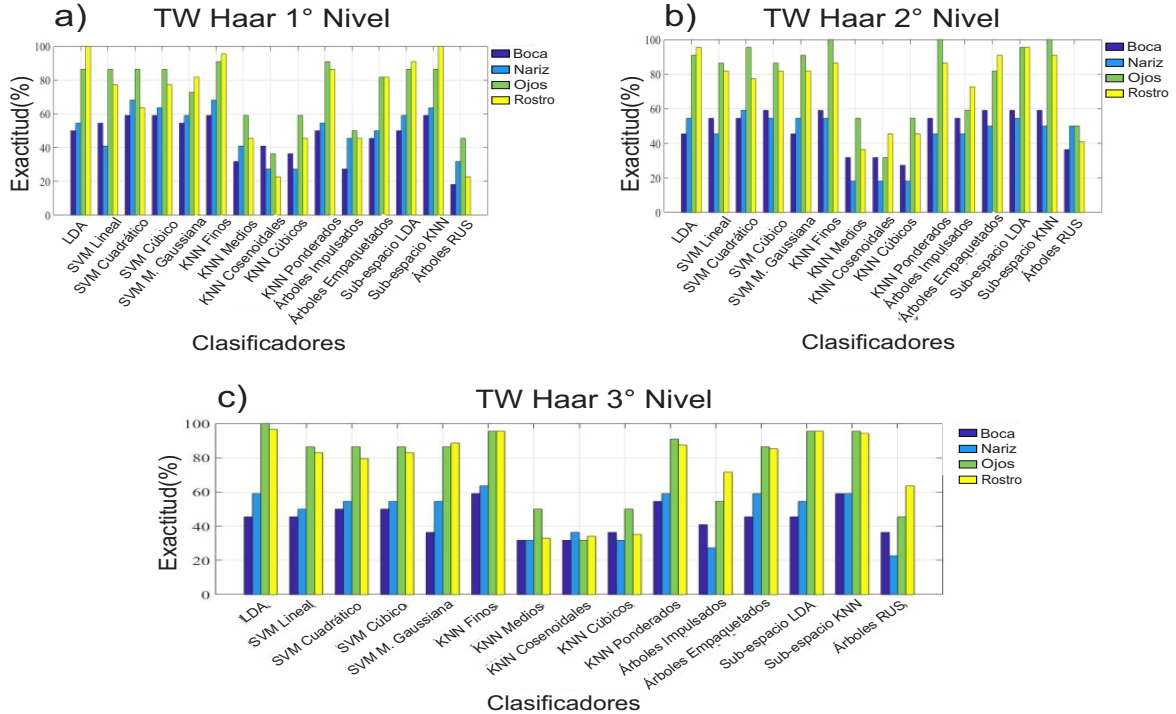 a)
TW Haar 1° Nivel
Exactitud(%)
100
80
60
40
20
0
LDA
SVM Lineal
SVM Cuadrático
SVM Cúbico
SVM M. Gaussiana
KNN Finos
KNN Medios
KNN Cosenoidales
KNN Cúbicos
KNN Ponderados
Árboles Impulsados
Árboles Empaquetados
Sub-espacio LDA
Sub-espacio KNN
Árboles RUS
Clasificadores
Boca
Nariz
Ojos
Rostro
b)
TW Haar 2° Nivel
Exactitud(%)
100
80
60
40
20
0
LDA
SVM Lineal
SVM Cuadrático
SVM Cúbico
SVM M. Gaussiana
KNN Finos
KNN Medios
KNN Cosenoidales
KNN Cúbicos
KNN Ponderados
Árboles Impulsados
Árboles Empaquetados
Sub-espacio LDA
Sub-espacio KNN
Árboles RUS
Clasificadores
Boca
Nariz
Ojos
Rostro
c)
TW Haar 3° Nivel
Exactitud(%)
100
80
60
40
20
0
LDA
SVM Lineal
SVM Cuadrático
SVM Cúbico
SVM M. Gaussiana
KNN Finos
KNN Medios
KNN Cosenoidales
KNN Cúbicos
KNN Ponderados
Árboles Impulsados
Árboles Empaquetados
Sub-espacio LDA
Sub-espacio KNN
Árboles RUS
Clasificadores
Boca
Nariz
Ojos
Rostro